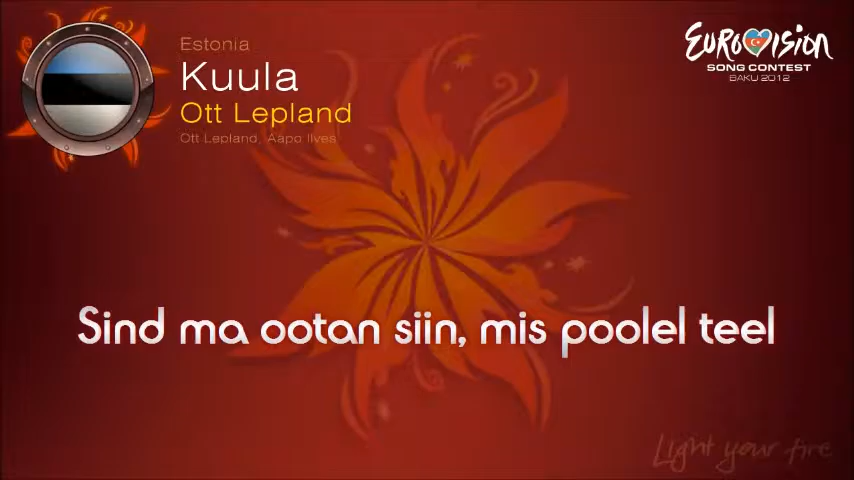 Estonia
Kuula
Ott Lepland
Ott Lepland, Aapo Ilves
EUROVISION
SONG CONTEST
BAKU 2012
Sind ma ootan siin, mis poolel teel
Light your fire